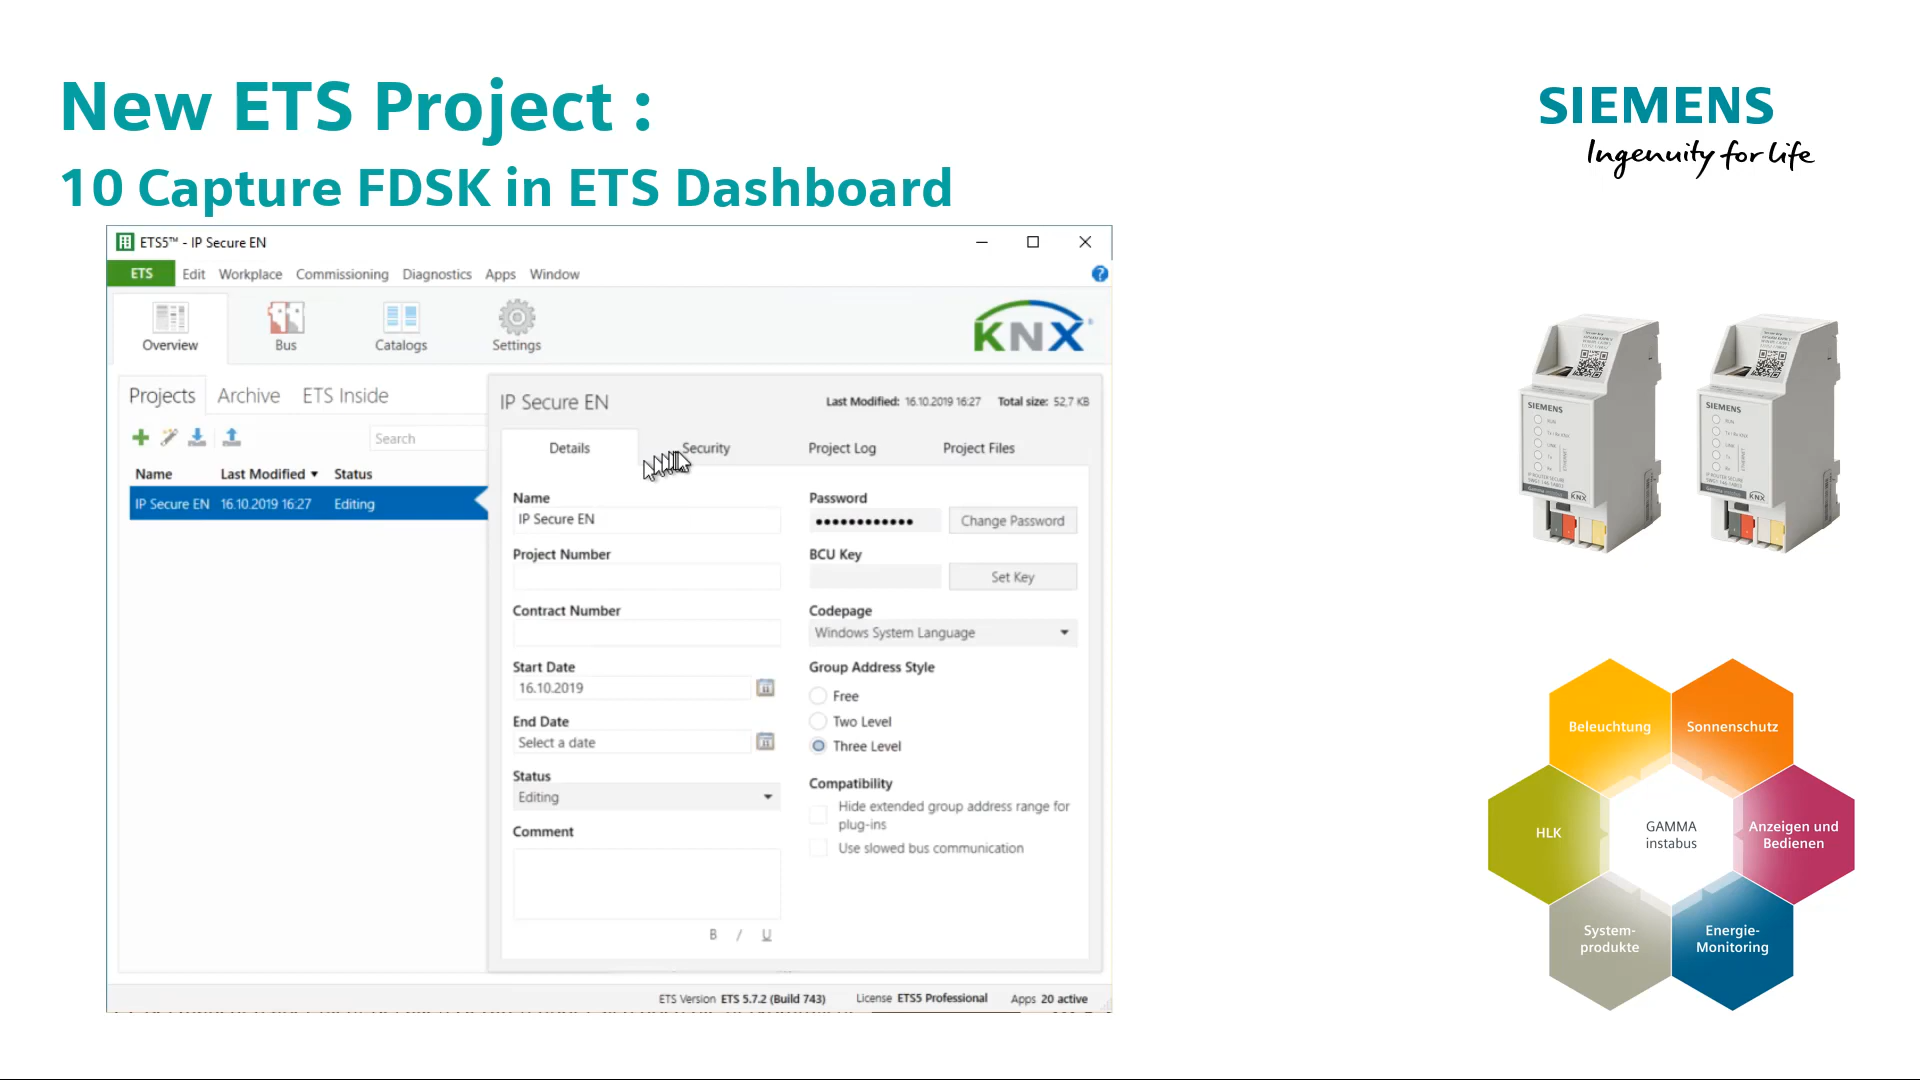 New ETS Project :
10 Capture FDSK in ETS Dashboard
SIEMENS
Ingenuity for life
ETS5™ - IP Secure EN
ETS Edit Workplace Commissioning Diagnostics Apps Window
Overview Bus Catalogs Settings
KNX
Projects Archive ETS Inside
Search
Name Last Modified Status
IP Secure EN 16.10.2019 16:27 Editing
IP Secure EN Last Modified: 16.10.2019 16:27 Total size: 52,7 KB
Details Security Project Log Project Files
Name
IP Secure EN
Project Number
Contract Number
Start Date
16.10.2019
End Date
Select a date
Status
Editing
Comment
B / U
Password
●●●●●●●●●●●● Change Password
BCU Key
Set Key
Codepage
Windows System Language
Group Address Style
Free
Two Level
Three Level
Compatibility
Hide extended group address range for
plug-ins
Use slowed bus communication
ETS Version ETS 5.7.2 (Build 743) License ETS5 Professional Apps 20 active
SIEMENS
RUN
KNX
SIEMENS
RUN
KNX
Beleuchtung
Sonnenschutz
HLK
GAMMA
instabus
Anzeigen und
Bedienen
System-
produkte
Energie-
Monitoring